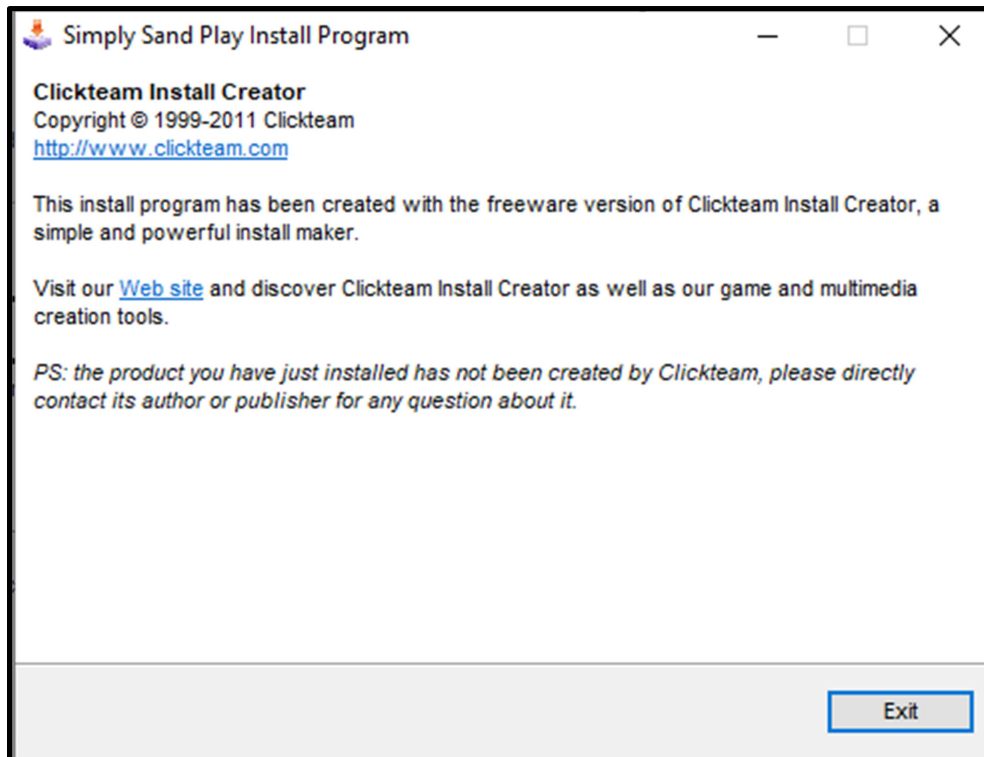 Simply Sand Play Install Program
Clickteam Install Creator
Copyright © 1999-2011 Clickteam
http://www.clickteam.com
This install program has been created with the freeware version of Clickteam Install Creator, a
simple and powerful install maker.
Visit our Web site and discover Clickteam Install Creator as well as our game and multimedia
creation tools.
PS: the product you have just installed has not been created by Clickteam, please directly
contact its author or publisher for any question about it.
Exit